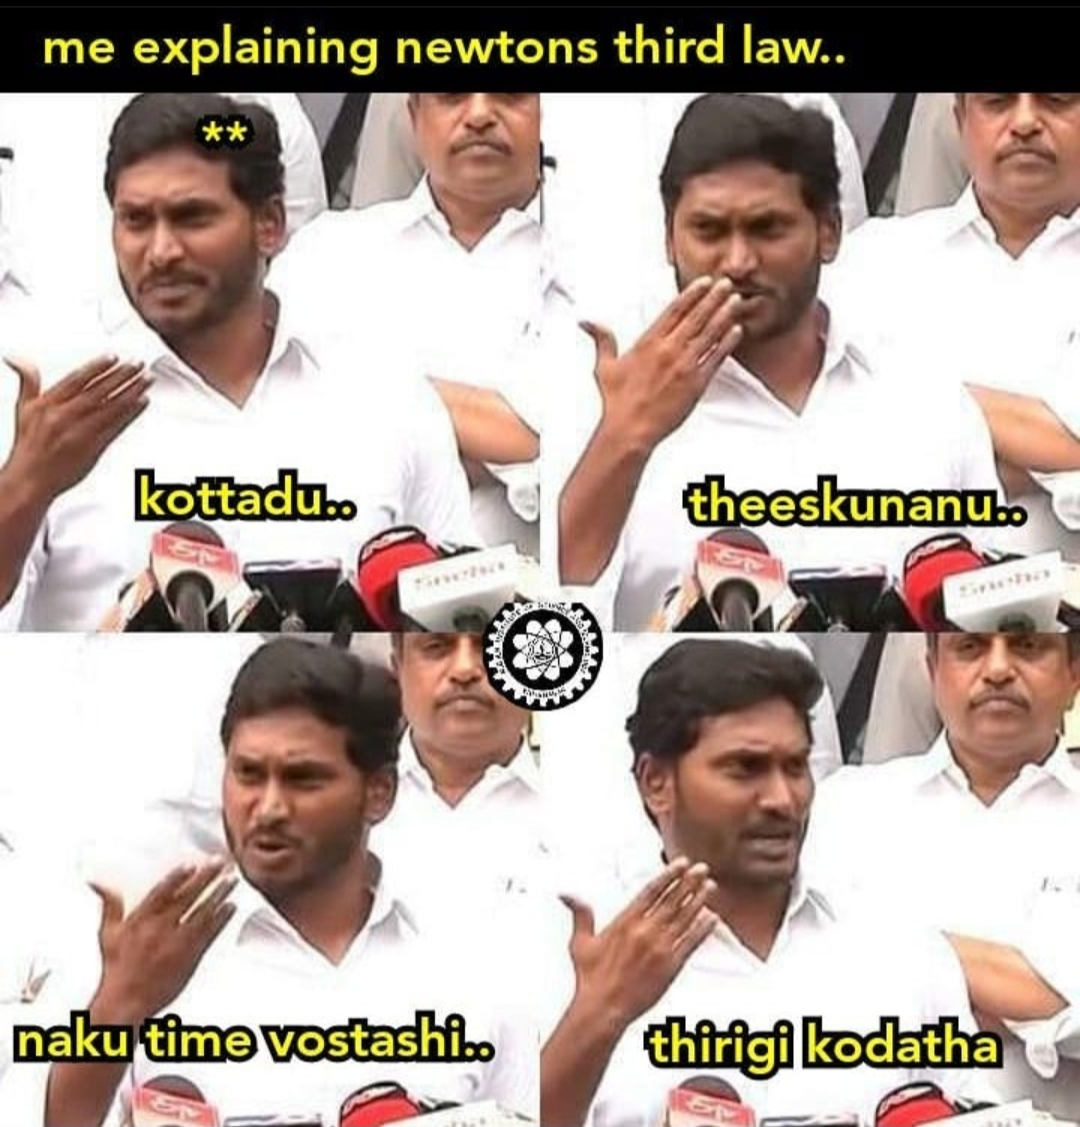 me explaining newtons third law..
**
kottadu..
theeskunanu..
naku time vostashi..
thirigi kodatha